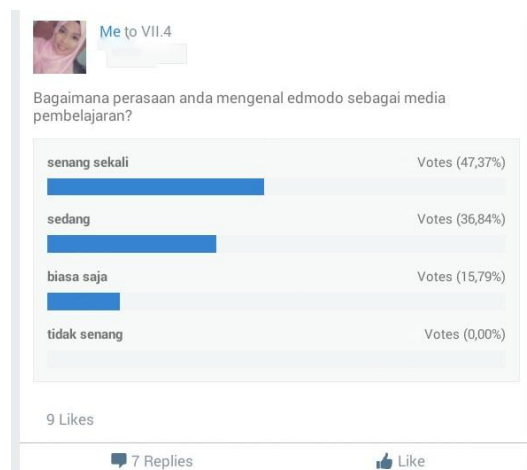 Me to VII.4
Bagaimana perasaan anda mengenal edmodo sebagai media
pembelajaran?
senang sekali Votes (47,37%)
sedang Votes (36,84%)
biasa saja Votes (15,79%)
tidak senang Votes (0,00%)
9 Likes
7 Replies Like